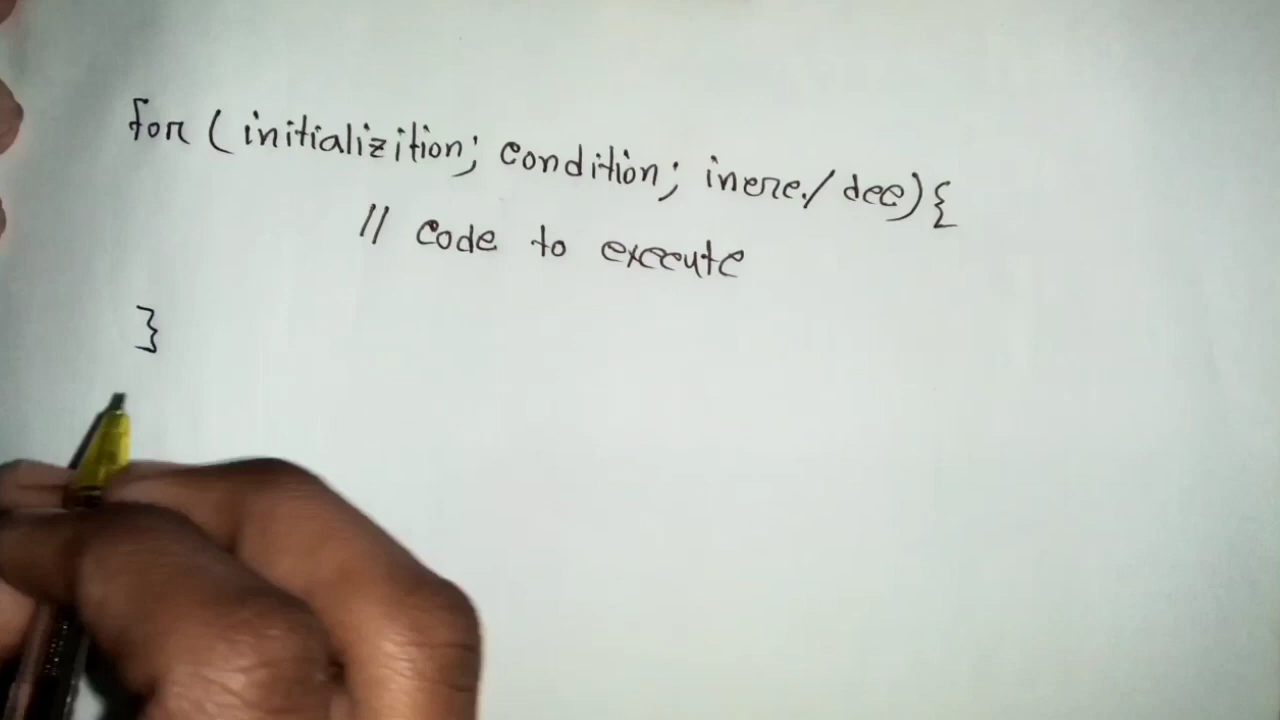 for (initializition; condition; incre./dec){
// code to execute
}